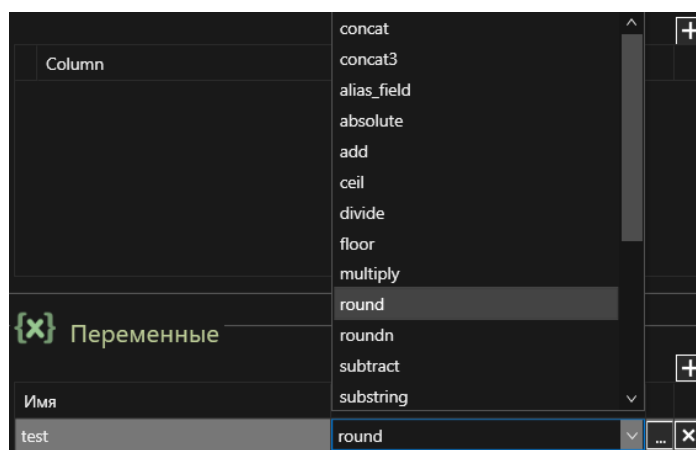 concat
Column
concat3
alias_field
absolute
add
ceil
divide
floor
multiply
round
{x} Переменные
roundn
subtract
Имя
substring
test
round
...